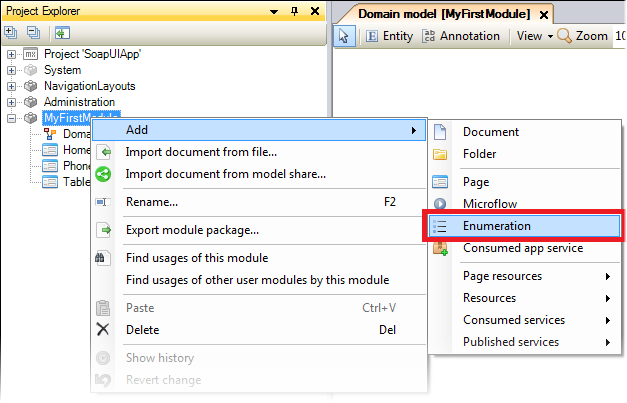 Project Explorer
Domain model [MyFirstModule]
Entity
ab
cd
Annotation
View
Zoom
10
mx
Project 'SoapUIApp'
System
NavigationLayouts
Administration
MyFirstModule
Doma
Home
Phone
Table
Add
Import document from file...
Import document from model share...
Rename... F2
Export module package...
Find usages of this module
Find usages of other user modules by this module
Paste Ctrl+V
Delete Del
Show history
Revert change
Document
Folder
Page
Microflow
Enumeration
Consumed app service
Page resources
Resources
Consumed services
Published services